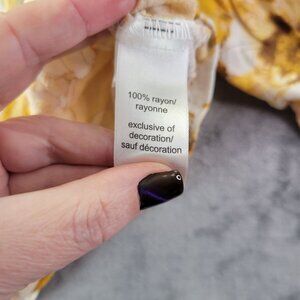 100% rayon/
rayonne
exclusive of
decoration/
sauf décoration